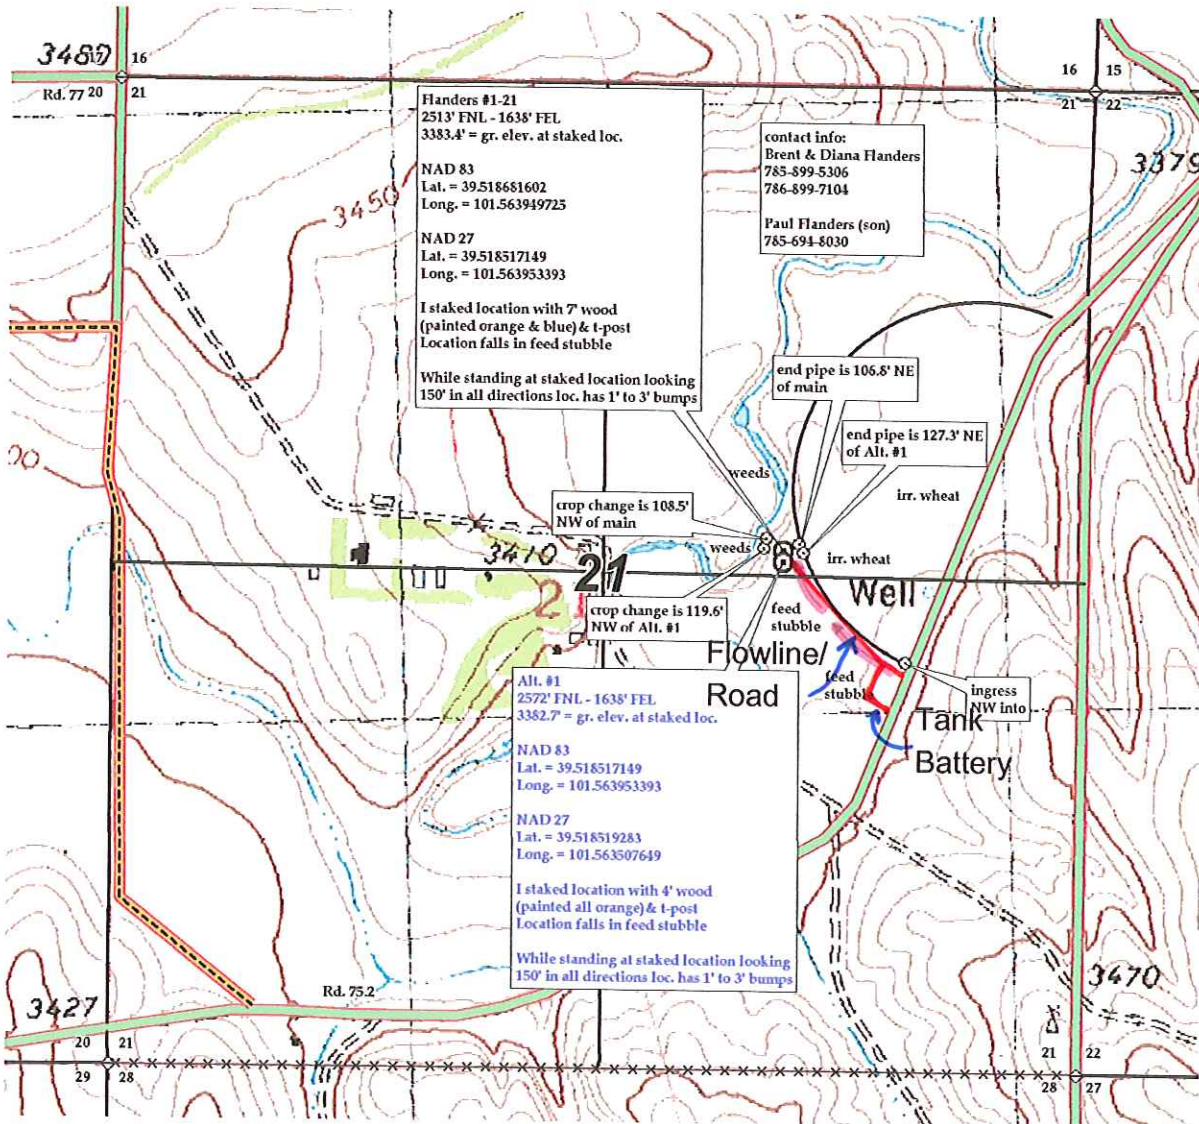 3489
17
16
Rd. 77
20
21
16
15
21
22
Flanders #1-21
2513' FNL - 1638' FEL
3383.4' = gr. elev. at staked loc.
NAD 83
Lat. = 39.518681602
Long. = 101.563949725
NAD 27
Lat. = 39.518517149
Long. = 101.563953393
I staked location with 7' wood
(painted orange & blue) & t-post
Location falls in feed stubble
While standing at staked location looking
150' in all directions loc. has 1' to 3' bumps
contact info:
Brent & Diana Flanders
785-899-5306
786-899-7104
Paul Flanders (son)
785-694-8030
3379
3450
end pipe is 106.8' NE
of main
end pipe is 127.3' NE
of Alt. #1
00
weeds
irr. wheat
crop change is 108.5'
NW of main
weeds
3410
21
2
irr. wheat
Well
crop change is 119.6'
NW of Alt. #1
feed
stubble
Flowline/
Road
feed
stubble
ingress
NW into
Tank
Battery
Alt. #1
2572' FNL - 1638' FEL
3382.7' = gr. elev. at staked loc.
NAD 83
Lat. = 39.518517149
Long. = 101.563953393
NAD 27
Lat. = 39.518519283
Long. = 101.563507649
I staked location with 4' wood
(painted all orange) & t-post
Location falls in feed stubble
While standing at staked location looking
150' in all directions loc. has 1' to 3' bumps
Rd. 75.2
3427
3470
20
21
29
28
21
22
28
27